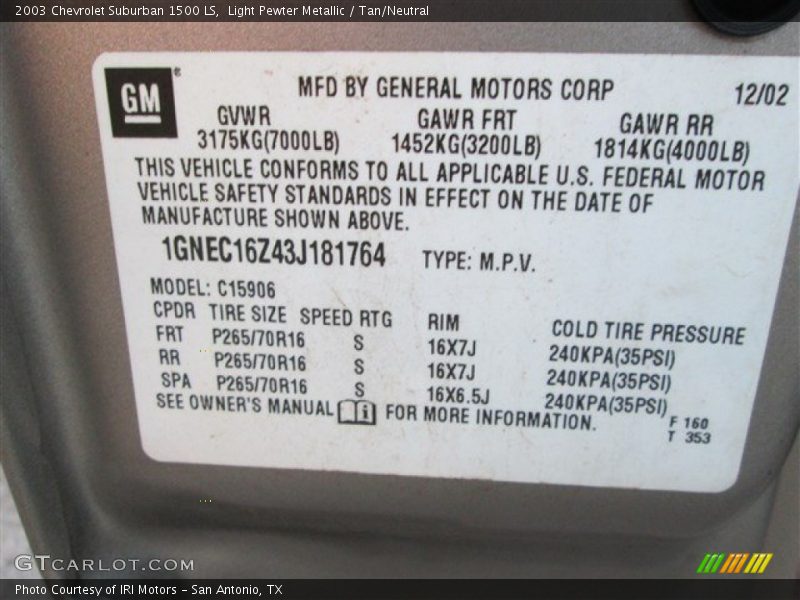 2003 Chevrolet Suburban 1500 LS, Light Pewter Metallic / Tan/Neutral
GM®
MFD BY GENERAL MOTORS CORP 12/02
GVWR GAWR FRT GAWR RR
3175KG(7000LB) 1452KG(3200LB) 1814KG(4000LB)
THIS VEHICLE CONFORMS TO ALL APPLICABLE U.S. FEDERAL MOTOR
VEHICLE SAFETY STANDARDS IN EFFECT ON THE DATE OF
MANUFACTURE SHOWN ABOVE.
1GNEC16Z43J181764 TYPE: M.P.V.
MODEL: C15906
CPDR TIRE SIZE SPEED RTG RIM COLD TIRE PRESSURE
FRT P265/70R16 S 16X7J 240KPA(35PSI)
RR P265/70R16 S 16X7J 240KPA(35PSI)
SPA P265/70R16 S 16X6.5J 240KPA(35PSI)
SEE OWNER'S MANUAL i FOR MORE INFORMATION.
F 160
T 353
GTcarlot.com
Photo Courtesy of IRI Motors – San Antonio, TX